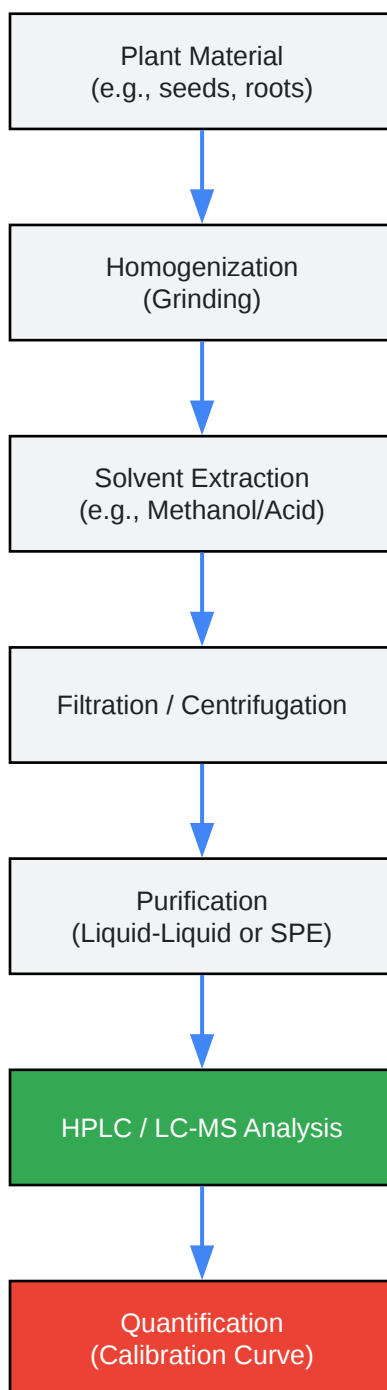 Plant Material
(e.g., seeds, roots)
Homogenization
(Grinding)
Solvent Extraction
(e.g., Methanol/Acid)
Filtration / Centrifugation
Purification
(Liquid-Liquid or SPE)
HPLC / LC-MS Analysis
Quantification
(Calibration Curve)